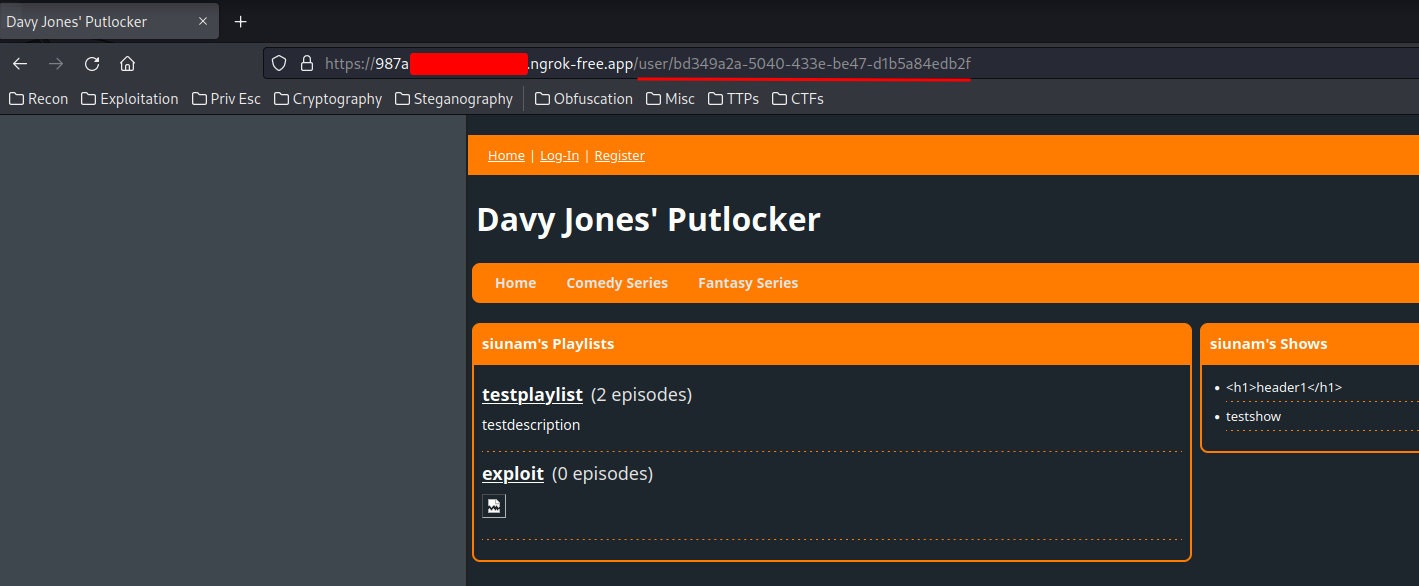 Davy Jones' Putlocker
https://987a .ngrok-free.app/user/bd349a2a-5040-433e-be47-d1b5a84edb2f
Recon Exploitation Priv Esc Cryptography Steganography Obfuscation Misc TTPs CTFs
Home | Log-In | Register
Davy Jones' Putlocker
Home Comedy Series Fantasy Series
siunam's Playlists
testplaylist (2 episodes)
testdescription
exploit (0 episodes)
siunam's Shows
<h1>header1</h1>
testshow